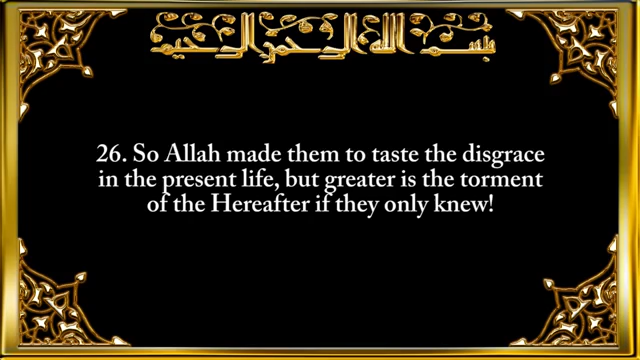 بسم الله الرحمن الرحيم
26. So Allah made them to taste the disgrace
in the present life, but greater is the torment
of the Hereafter if they only knew!